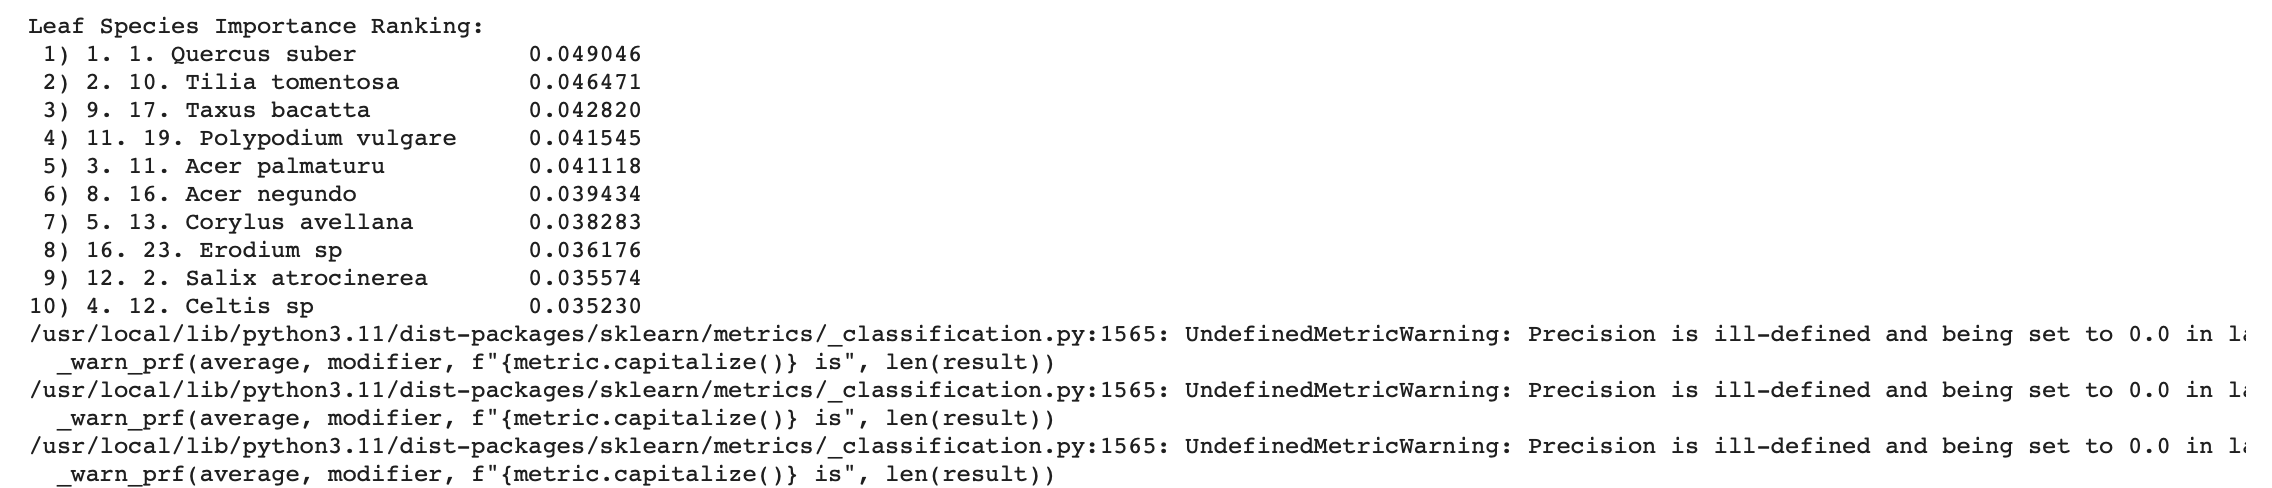 Leaf Species Importance Ranking:
1) 1. 1. Quercus suber 0.049046
2) 2. 10. Tilia tomentosa 0.046471
3) 9. 17. Taxus bacatta 0.042820
4) 11. 19. Polypodium vulgare 0.041545
5) 3. 11. Acer palmaturu 0.041118
6) 8. 16. Acer negundo 0.039434
7) 5. 13. Corylus avellana 0.038283
8) 16. 23. Erodium sp 0.036176
9) 12. 2. Salix atrocinerea 0.035574
10) 4. 12. Celtis sp 0.035230
/usr/local/lib/python3.11/dist-packages/sklearn/metrics/_classification.py:1565: UndefinedMetricWarning: Precision is ill-defined and being set to 0.0 in
_warn_prf(average, modifier, f"{metric.capitalize()} is", len(result))
/usr/local/lib/python3.11/dist-packages/sklearn/metrics/_classification.py:1565: UndefinedMetricWarning: Precision is ill-defined and being set to 0.0 in
_warn_prf(average, modifier, f"{metric.capitalize()} is", len(result))
/usr/local/lib/python3.11/dist-packages/sklearn/metrics/_classification.py:1565: UndefinedMetricWarning: Precision is ill-defined and being set to 0.0 in
_warn_prf(average, modifier, f"{metric.capitalize()} is", len(result))